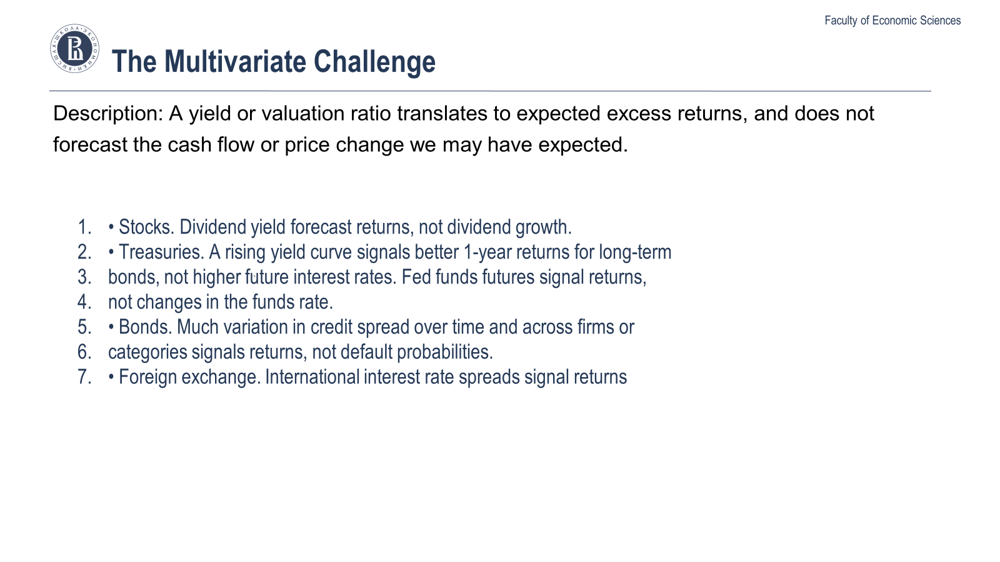 Faculty of Economic Sciences
ВЫСШАЯ • ШКОЛА • ЭКОНОМИКИ •
The Multivariate Challenge
Description: A yield or valuation ratio translates to expected excess returns, and does not
forecast the cash flow or price change we may have expected.
1. • Stocks. Dividend yield forecast returns, not dividend growth.
2. • Treasuries. A rising yield curve signals better 1-year returns for long-term
3. bonds, not higher future interest rates. Fed funds futures signal returns,
4. not changes in the funds rate.
5. • Bonds. Much variation in credit spread over time and across firms or
6. categories signals returns, not default probabilities.
7. • Foreign exchange. International interest rate spreads signal returns